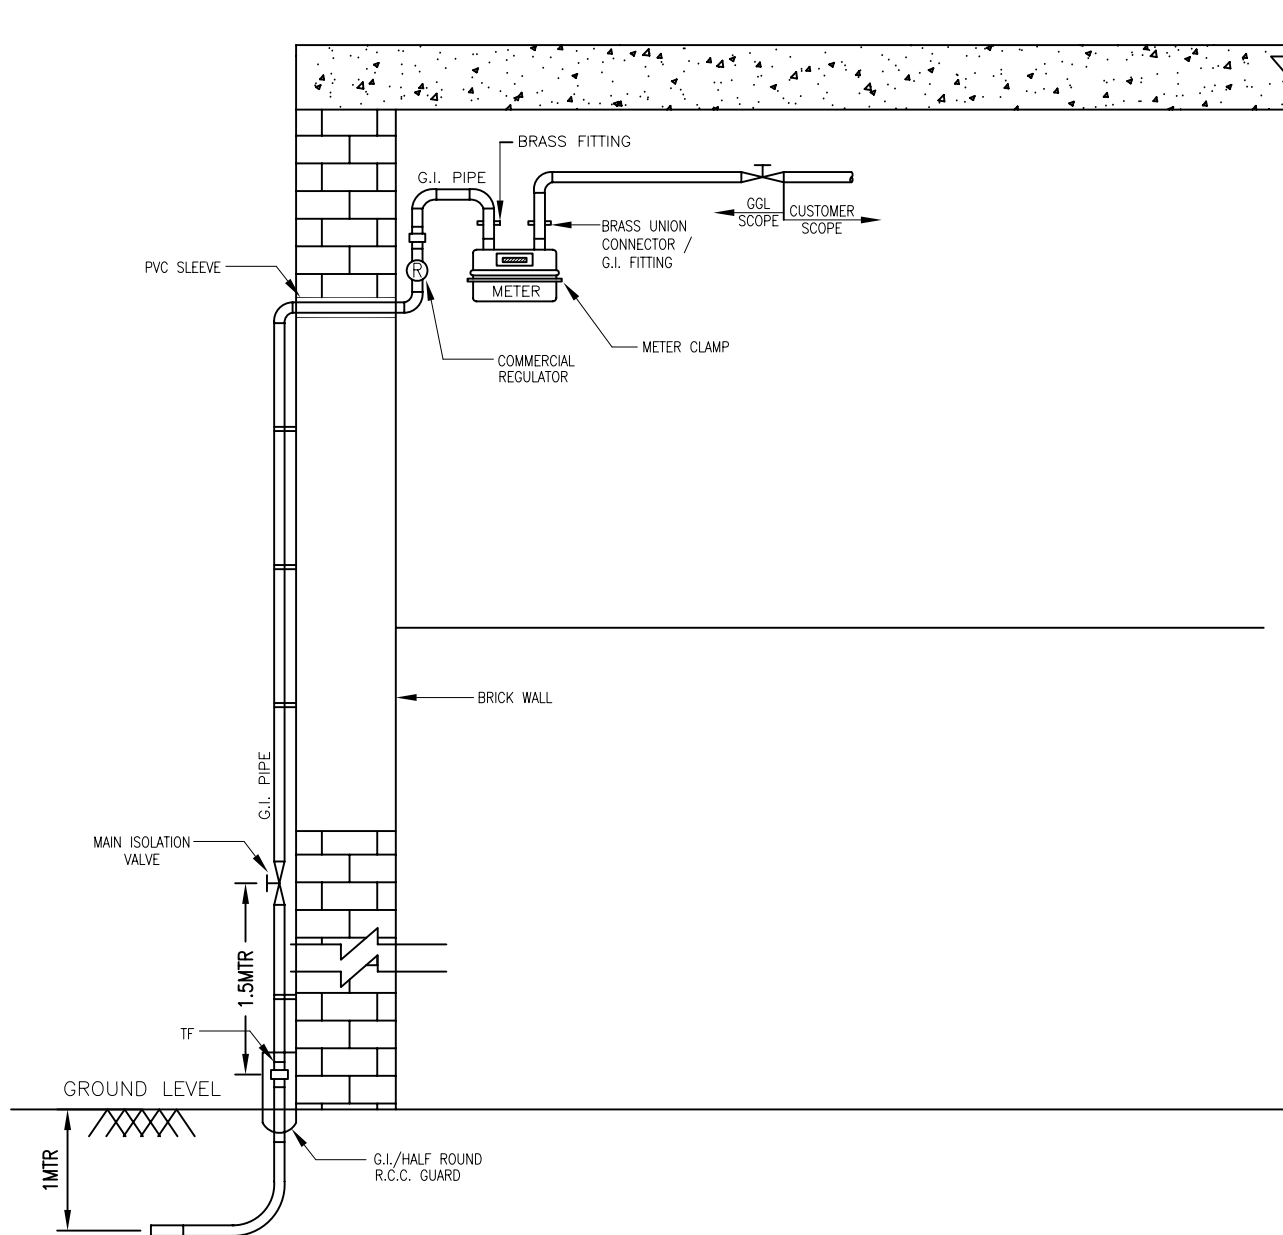 BRASS FITTING
G.I. PIPE
GGL
SCOPE
CUSTOMER
SCOPE
BRASS UNION
CONNECTOR /
G.I. FITTING
PVC SLEEVE
R
METER
METER CLAMP
COMMERCIAL
REGULATOR
BRICK WALL
G.I. PIPE
MAIN ISOLATION
VALVE
1.5MTR
TF
GROUND LEVEL
1MTR
G.I./HALF ROUND
R.C.C. GUARD